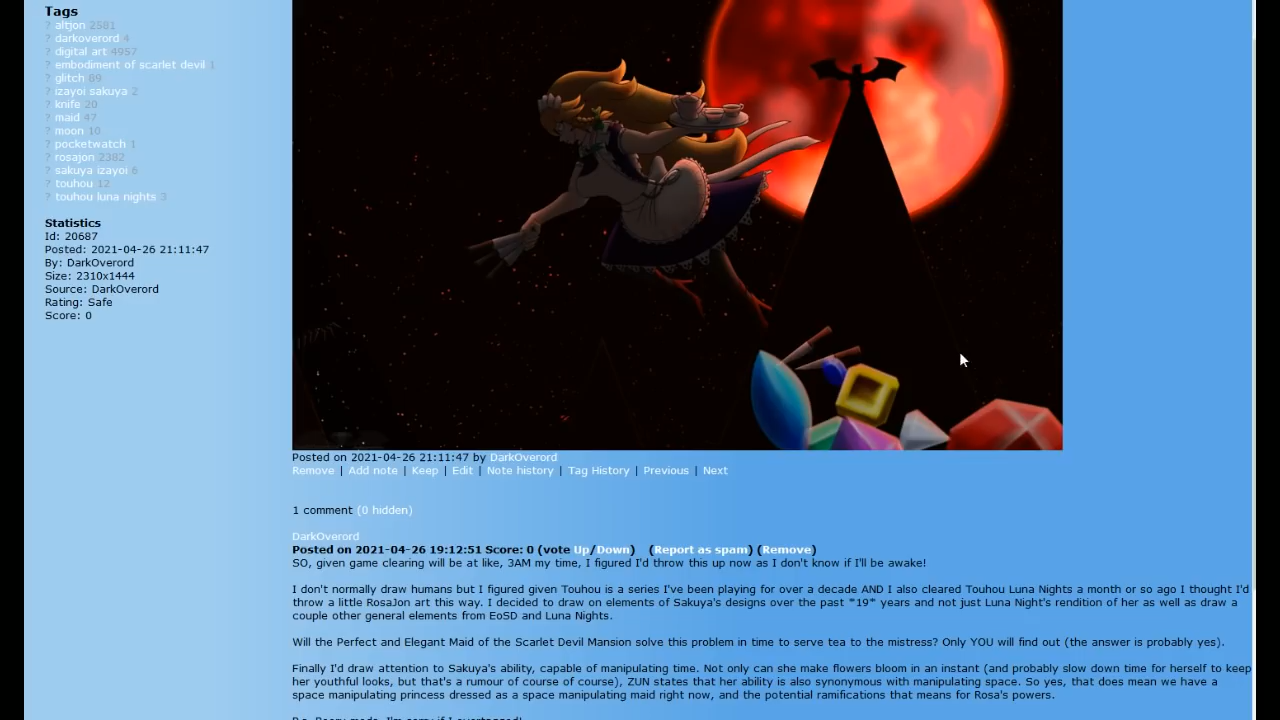 Tags
? altjon 2581
? darkoverord 4
? digital art 4957
? embodiment of scarlet devil 1
? glitch 89
? izayoi sakuya 2
? knife 20
? maid 47
? moon 10
? pocketwatch 1
? rosajon 2382
? sakuya izayoi 6
? touhou 12
? touhou luna nights 3
Statistics
Id: 20687
Posted: 2021-04-26 21:11:47
By: DarkOverord
Size: 2310x1444
Source: DarkOverord
Rating: Safe
Score: 0
Posted on 2021-04-26 21:11:47 by DarkOverord
Remove | Add note | Keep | Edit | Note history | Tag History | Previous | Next
1 comment (0 hidden)
DarkOverord
Posted on 2021-04-26 19:12:51 Score: 0 (vote Up/Down) (Report as spam) (Remove)
SO, given game clearing will be at like, 3AM my time, I figured I'd throw this up now as I don't know if I'll be awake!
I don't normally draw humans but I figured given Touhou is a series I've been playing for over a decade AND I also cleared Touhou Luna Nights a month or so ago I thought I'd
throw a little RosaJon art this way. I decided to draw on elements of Sakuya's designs over the past *19* years and not just Luna Night's rendition of her as well as draw a
couple other general elements from EoSD and Luna Nights.
Will the Perfect and Elegant Maid of the Scarlet Devil Mansion solve this problem in time to serve tea to the mistress? Only YOU will find out (the answer is probably yes).
Finally I'd draw attention to Sakuya's ability, capable of manipulating time. Not only can she make flowers bloom in an instant (and probably slow down time for herself to keep
her youthful looks, but that's a rumour of course of course), ZUN states that her ability is also synonymous with manipulating space. So yes, that does mean we have a
space manipulating princess dressed as a space manipulating maid right now, and the potential ramifications that means for Rosa's powers.